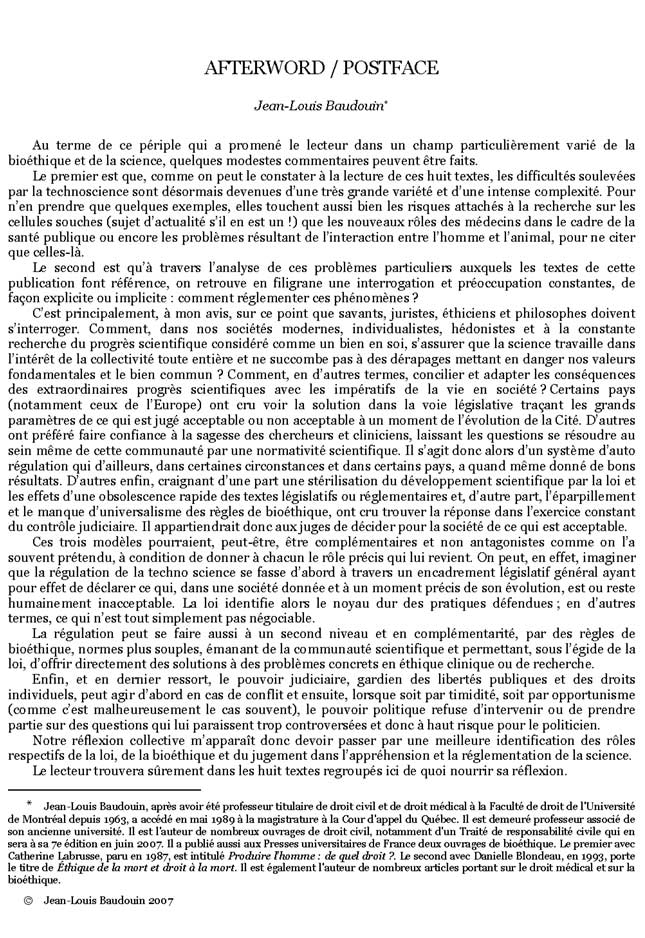 AFTERWORD / POSTFACE
Jean-Louis Baudouin*
Au terme de ce périple qui a promené le lecteur dans un champ particulièrement varié de la
bioéthique et de la science, quelques modestes commentaires peuvent être faits.
Le premier est que, comme on peut le constater à la lecture de ces huit textes, les difficultés soulevées
par la technoscience sont désormais devenues d'une très grande variété et d'une intense complexité. Pour
n'en prendre que quelques exemples, elles touchent aussi bien les risques attachés à la recherche sur les
cellules souches (sujet d'actualité s'il en est un !) que les nouveaux rôles des médecins dans le cadre de la
santé publique ou encore les problèmes résultant de l'interaction entre l'homme et l'animal, pour ne citer
que celles-là.
Le second est qu'à travers l'analyse de ces problèmes particuliers auxquels les textes de cette
publication font référence, on retrouve en filigrane une interrogation et préoccupation constantes, de
façon explicite ou implicite : comment réglementer ces phénomènes ?
C'est principalement, à mon avis, sur ce point que savants, juristes, éthiciens et philosophes doivent
s'interroger. Comment, dans nos sociétés modernes, individualistes, hédonistes et à la constante
recherche du progrès scientifique considéré comme un bien en soi, s'assurer que la science travaille dans
l'intérêt de la collectivité toute entière et ne succombe pas à des dérapages mettant en danger nos valeurs
fondamentales et le bien commun ? Comment, en d'autres termes, concilier et adapter les conséquences
des extraordinaires progrès scientifiques avec les impératifs de la vie en société ? Certains pays
(notamment ceux de l'Europe) ont cru voir la solution dans la voie législative traçant les grands
paramètres de ce qui est jugé acceptable ou non acceptable à un moment de l'évolution de la Cité. D'autres
ont préféré faire confiance à la sagesse des chercheurs et cliniciens, laissant les questions se résoudre au
sein même de cette communauté par une normativité scientifique. Il s'agit donc alors d'un système d'auto
régulation qui d'ailleurs, dans certaines circonstances et dans certains pays, a quand même donné de bons
résultats. D'autres enfin, craignant d'une part une stérilisation du développement scientifique par la loi et
les effets d'une obsolescence rapide des textes législatifs ou réglementaires et, d'autre part, l'éparpillement
et le manque d'universalisme des règles de bioéthique, ont cru trouver la réponse dans l'exercice constant
du contrôle judiciaire. Il appartiendrait donc aux juges de décider pour la société de ce qui est acceptable.
Ces trois modèles pourraient, peut-être, être complémentaires et non antagonistes comme on l'a
souvent prétendu, à condition de donner à chacun le rôle précis qui lui revient. On peut, en effet, imaginer
que la régulation de la techno science se fasse d'abord à travers un encadrement législatif général ayant
pour effet de déclarer ce qui, dans une société donnée et à un moment précis de son évolution, est ou reste
humainement inacceptable. La loi identifie alors le noyau dur des pratiques défendues ; en d'autres
termes, ce qui n'est tout simplement pas négociable.
La régulation peut se faire aussi à un second niveau et en complémentarité, par des règles de
bioéthique, normes plus souples, émanant de la communauté scientifique et permettant, sous l'égide de la
loi, d'offrir directement des solutions à des problèmes concrets en éthique clinique ou de recherche.
Enfin, et en dernier ressort, le pouvoir judiciaire, gardien des libertés publiques et des droits
individuels, peut agir d'abord en cas de conflit et ensuite, lorsque soit par timidité, soit par opportunisme
(comme c'est malheureusement le cas souvent), le pouvoir politique refuse d'intervenir ou de prendre
partie sur des questions qui lui paraissent trop controversées et donc à haut risque pour le politicien.
Notre réflexion collective m'apparaît donc devoir passer par une meilleure identification des rôles
respectifs de la loi, de la bioéthique et du jugement dans l'appréhension et la réglementation de la science.
Le lecteur trouvera sûrement dans les huit textes regroupés ici de quoi nourrir sa réflexion.
* Jean-Louis Baudouin, après avoir été professeur titulaire de droit civil et de droit médical à la Faculté de droit de l'Université
de Montréal depuis 1963, a accédé en mai 1989 à la magistrature à la Cour d'appel du Québec. Il est demeuré professeur associé de
son ancienne université. Il est l'auteur de nombreux ouvrages de droit civil, notamment d'un Traité de responsabilité civile qui en
sera à sa 7e édition en juin 2007. Il a publié aussi aux Presses universitaires de France deux ouvrages de bioéthique. Le premier avec
Catherine Labrusse, paru en 1987, est intitulé Produire l'homme : de quel droit ?. Le second avec Danielle Blondeau, en 1993, porte
le titre de Éthique de la mort et droit à la mort. Il est également l'auteur de nombreux articles portant sur le droit médical et sur la
bioéthique.
© Jean-Louis Baudouin 2007